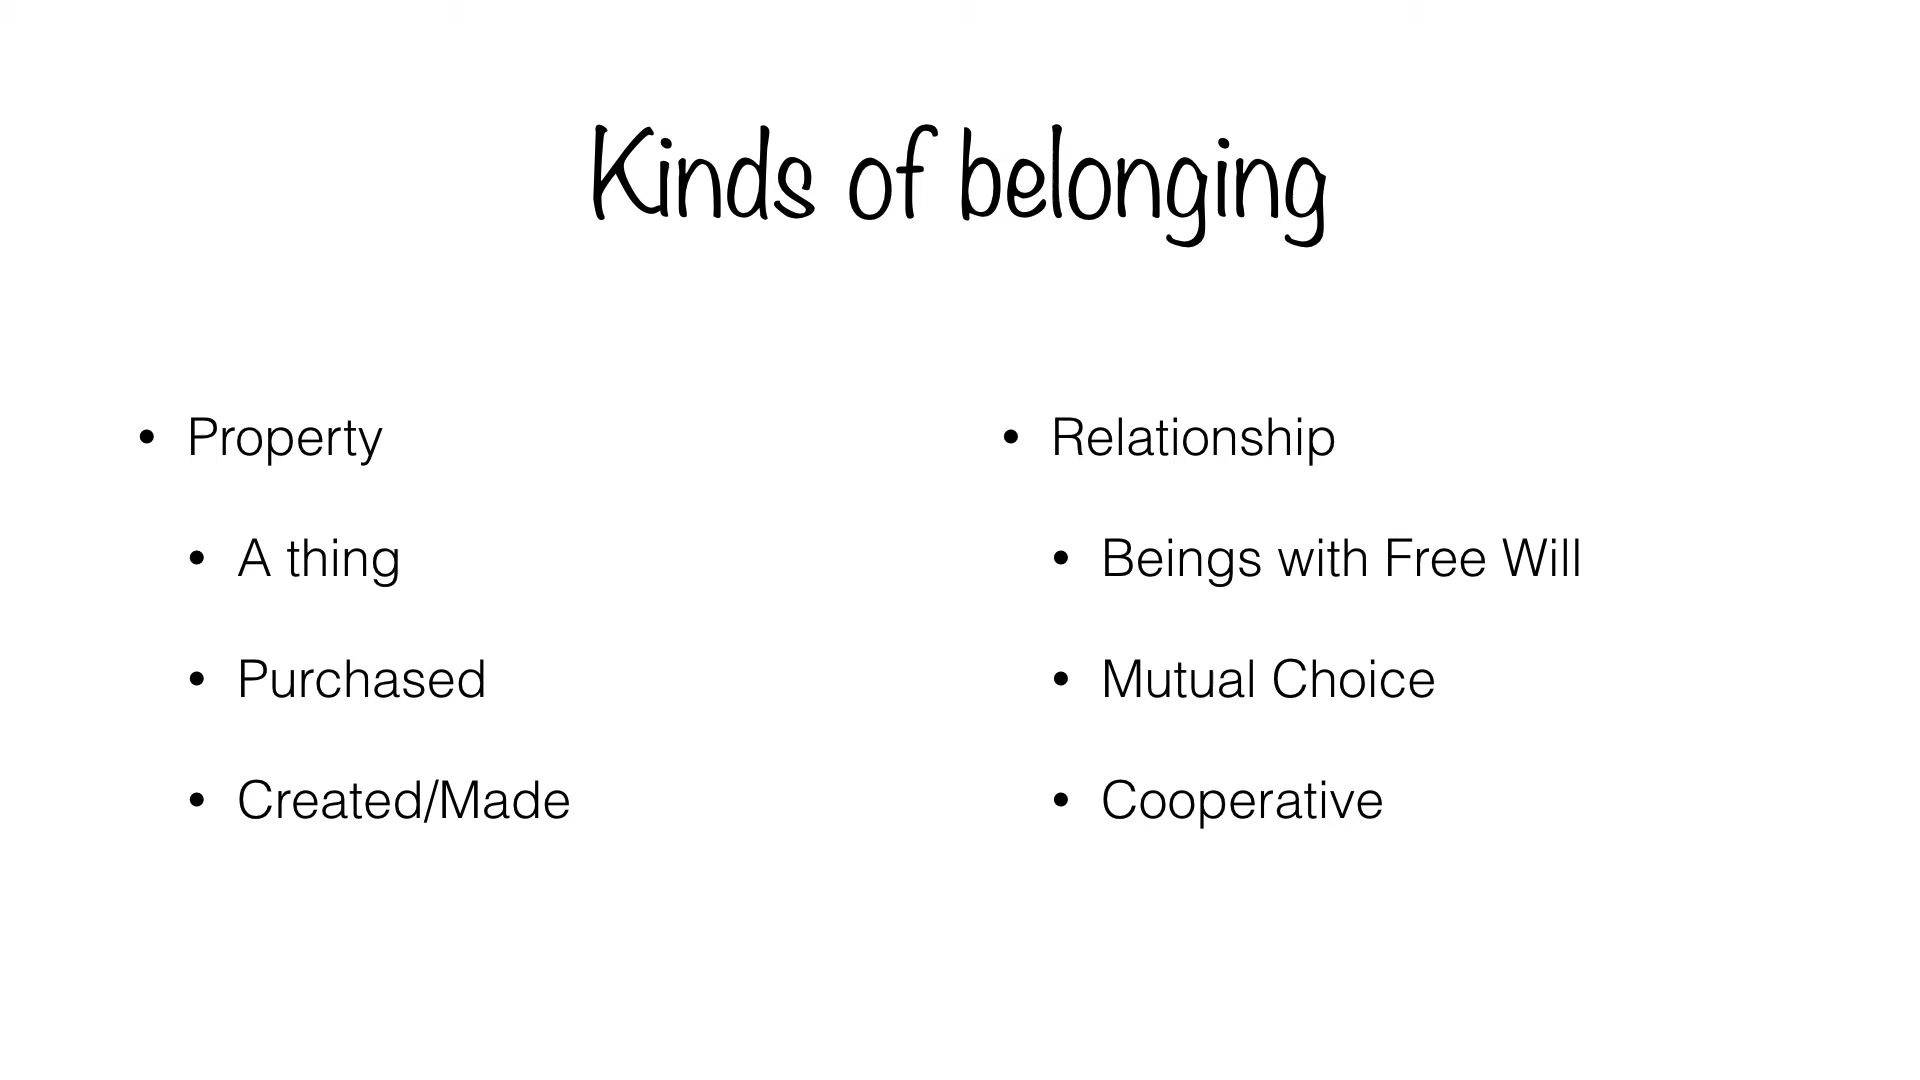 Kinds of belonging
• Property
• A thing
• Purchased
• Created/Made
• Relationship
• Beings with Free Will
• Mutual Choice
• Cooperative